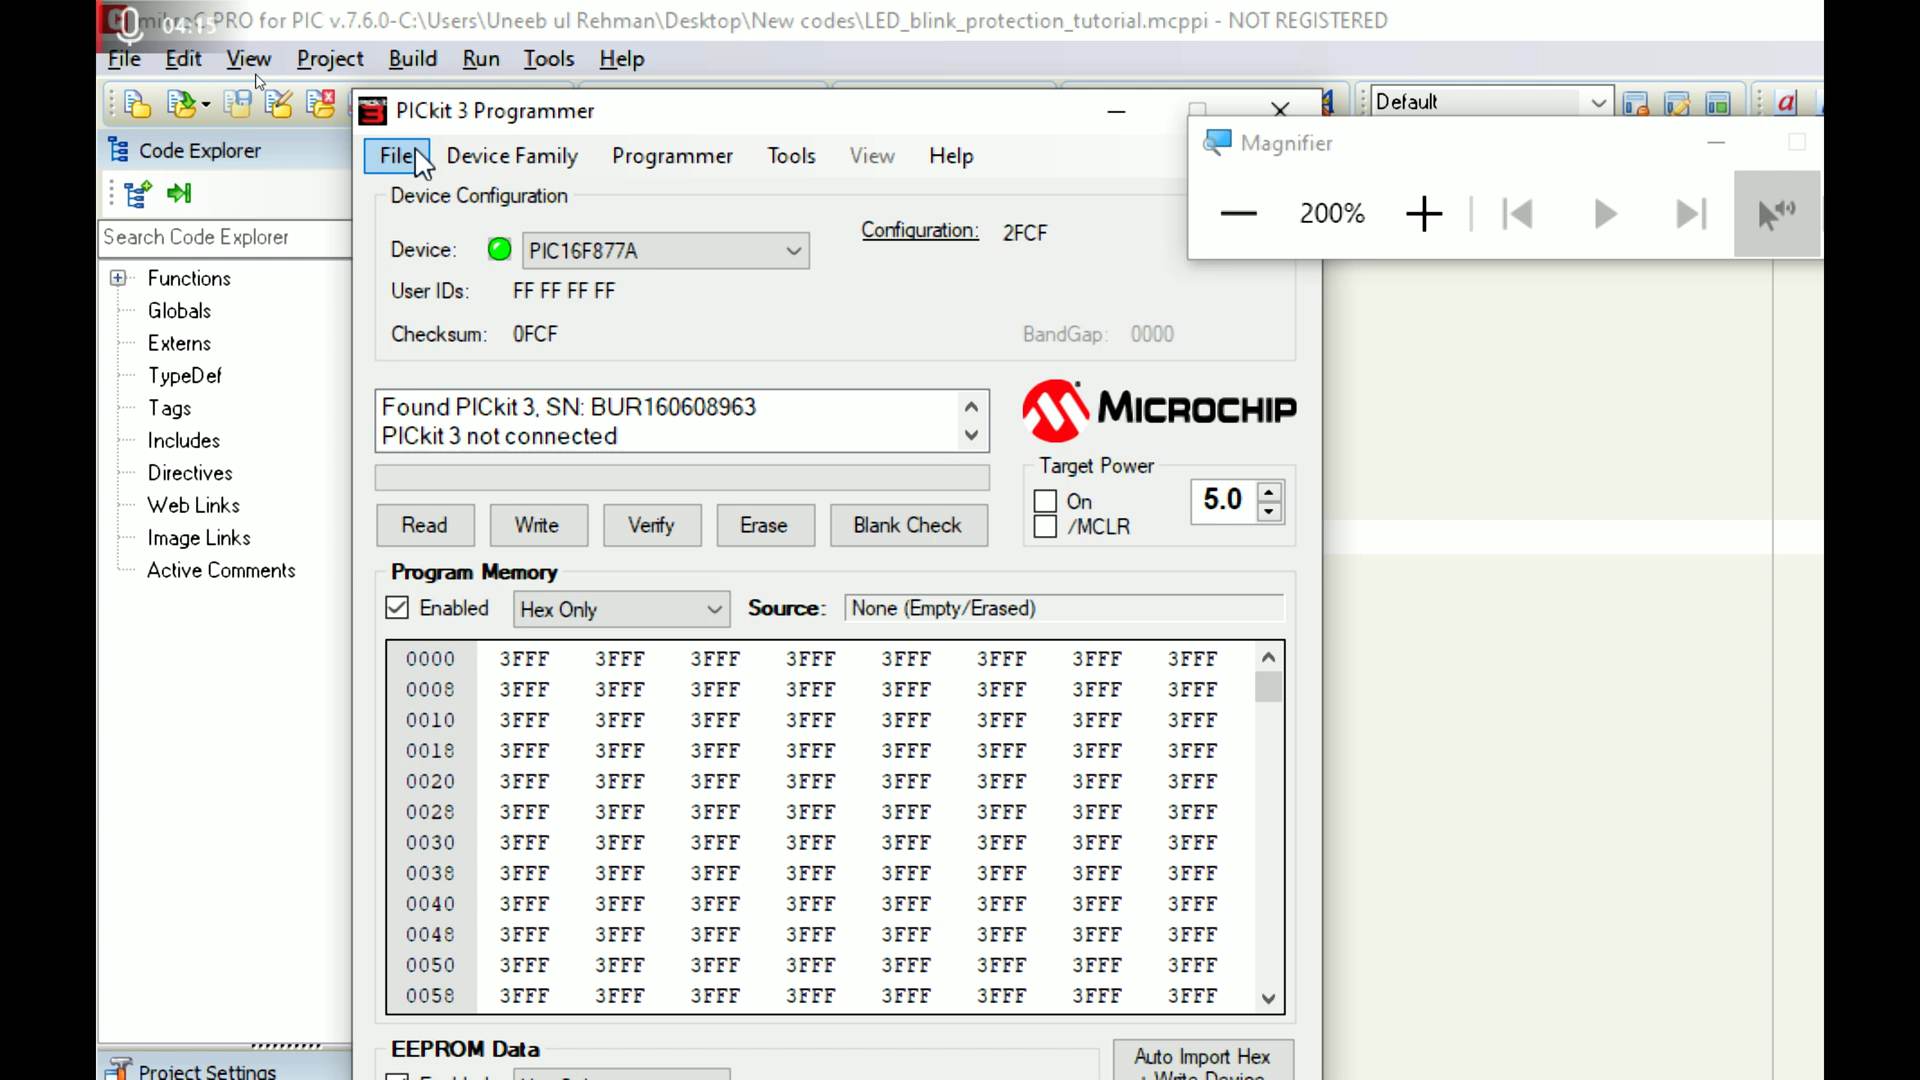 for PIC v.7.6.0-C:\Users\Uneeb ul Rehman\Desktop\New codes\LED_blink_protection_tutorial.mcppi - NOT REGISTERED
04:15
File Edit View Project Build Run Tools Help
Default
Code Explorer
Search Code Explorer
Functions
Globals
Externs
TypeDef
Tags
Includes
Directives
Web Links
Image Links
Active Comments
Project Settings
PICkit 3 Programmer
File Device Family Programmer Tools View Help
Device Configuration
Device: PIC16F877A
Configuration: 2FCF
User IDs: FF FF FF FF
Checksum: 0FCF
BandGap: 0000
Found PICkit 3, SN: BUR160608963
PICkit 3 not connected
MICROCHIP
Target Power
On
/MCLR
5.0
Read Write Verify Erase Blank Check
Program Memory
Enabled Hex Only Source: None (Empty/Erased)
0000 3FFF 3FFF 3FFF 3FFF 3FFF 3FFF 3FFF 3FFF
0008 3FFF 3FFF 3FFF 3FFF 3FFF 3FFF 3FFF 3FFF
0010 3FFF 3FFF 3FFF 3FFF 3FFF 3FFF 3FFF 3FFF
0018 3FFF 3FFF 3FFF 3FFF 3FFF 3FFF 3FFF 3FFF
0020 3FFF 3FFF 3FFF 3FFF 3FFF 3FFF 3FFF 3FFF
0028 3FFF 3FFF 3FFF 3FFF 3FFF 3FFF 3FFF 3FFF
0030 3FFF 3FFF 3FFF 3FFF 3FFF 3FFF 3FFF 3FFF
0038 3FFF 3FFF 3FFF 3FFF 3FFF 3FFF 3FFF 3FFF
0040 3FFF 3FFF 3FFF 3FFF 3FFF 3FFF 3FFF 3FFF
0048 3FFF 3FFF 3FFF 3FFF 3FFF 3FFF 3FFF 3FFF
0050 3FFF 3FFF 3FFF 3FFF 3FFF 3FFF 3FFF 3FFF
0058 3FFF 3FFF 3FFF 3FFF 3FFF 3FFF 3FFF 3FFF
EEPROM Data
Auto Import Hex
Magnifier
200%